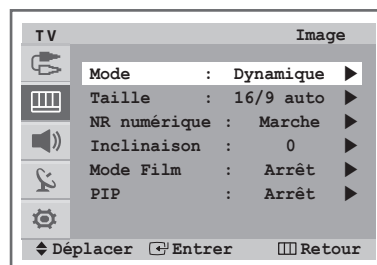 TV Image
Mode : Dynamique ▶
Taille : 16/9 auto ▶
NR numérique : Marche ▶
Inclinaison : 0 ▶
Mode Film : Arrêt ▶
PIP : Arrêt ▶
Déplacer Entrer Retour